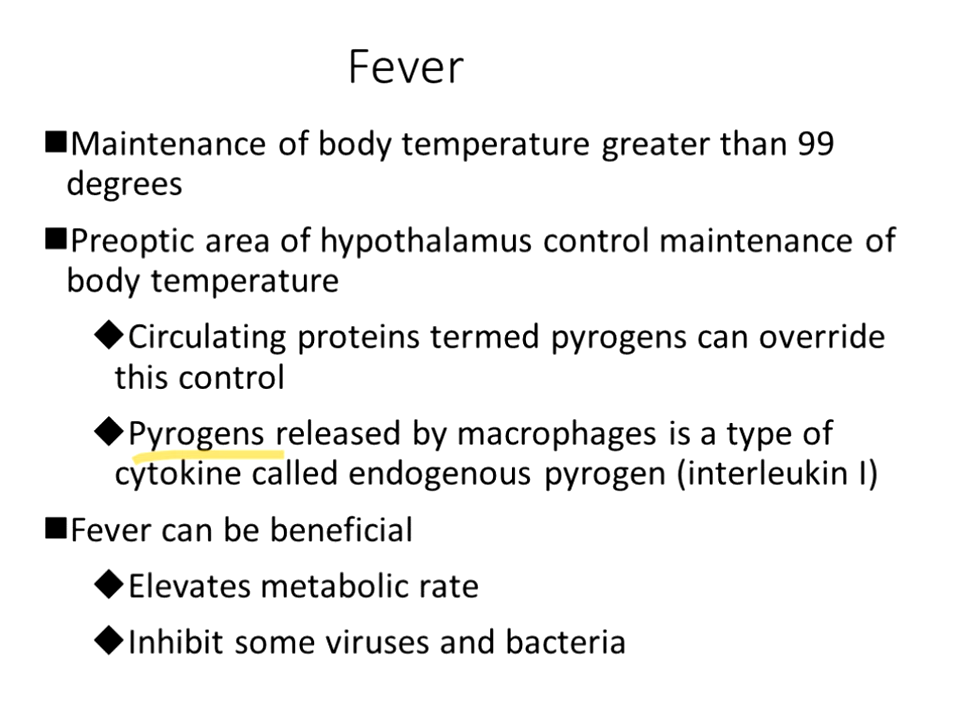 Fever
■Maintenance of body temperature greater than 99
degrees
■Preoptic area of hypothalamus control maintenance of
body temperature
◆Circulating proteins termed pyrogens can override
this control
◆Pyrogens released by macrophages is a type of
cytokine called endogenous pyrogen (interleukin I)
■Fever can be beneficial
◆Elevates metabolic rate
◆Inhibit some viruses and bacteria